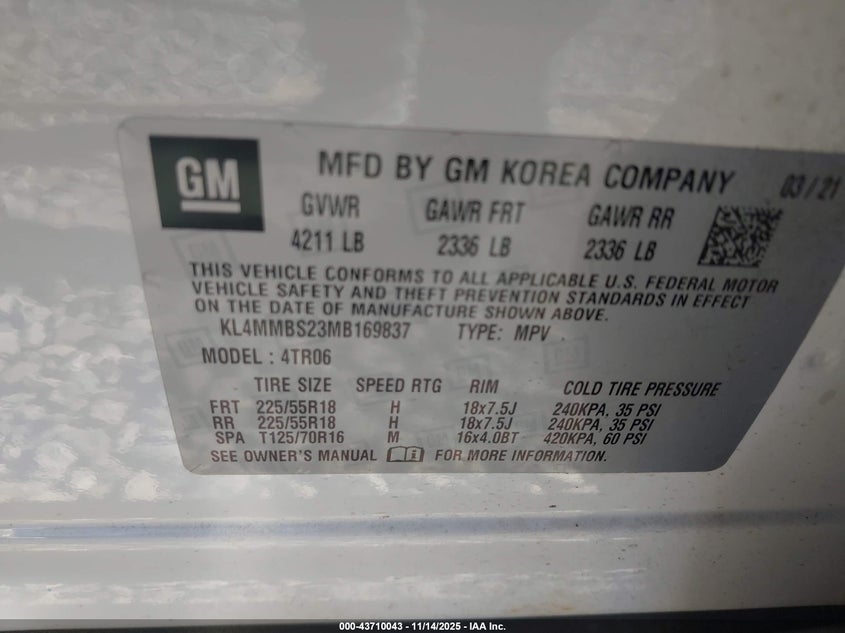 GM MFD BY GM KOREA COMPANY 03/21
GVWR GAWR FRT GAWR RR
4211 LB 2336 LB 2336 LB
THIS VEHICLE CONFORMS TO ALL APPLICABLE U.S. FEDERAL MOTOR
VEHICLE SAFETY AND THEFT PREVENTION STANDARDS IN EFFECT
ON THE DATE OF MANUFACTURE SHOWN ABOVE.
KL4MMBS23MB169837 TYPE: MPV
MODEL : 4TR06
TIRE SIZE SPEED RTG RIM COLD TIRE PRESSURE
FRT 225/55R18 H 18x7.5J 240KPA, 35 PSI
RR 225/55R18 H 18x7.5J 240KPA, 35 PSI
SPA T125/70R16 M 16x4.0BT 420KPA, 60 PSI
SEE OWNER'S MANUAL FOR MORE INFORMATION.
000-43710043 - 11/14/2025 - IAA Inc.